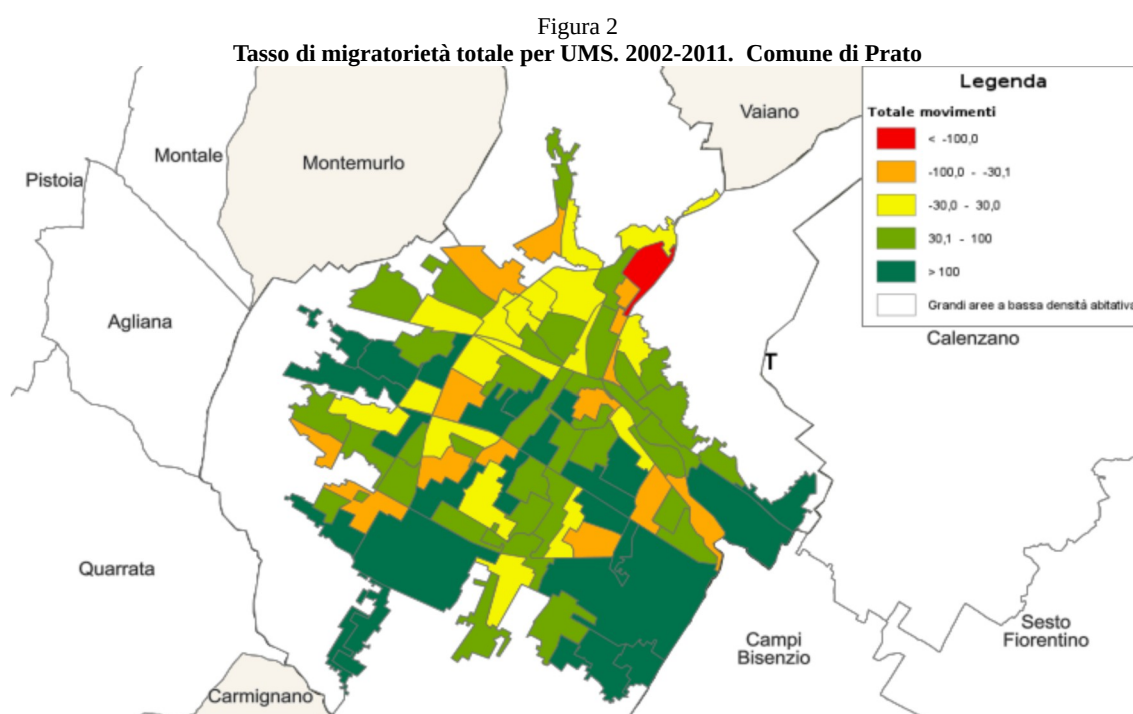 Figura 2
Tasso di migratorietà totale per UMS. 2002-2011. Comune di Prato
Legenda
Totale movimenti
< -100,0
-100,0 - -30,1
-30,0 - 30,0
30,1 - 100
> 100
Grandi aree a bassa densitá abitativa
Vaiano
Montale
Montemurlo
Pistoia
Agliana
Calenzano
T
Quarrata
Sesto
Fiorentino
Campi
Bisenzio
Carmignano